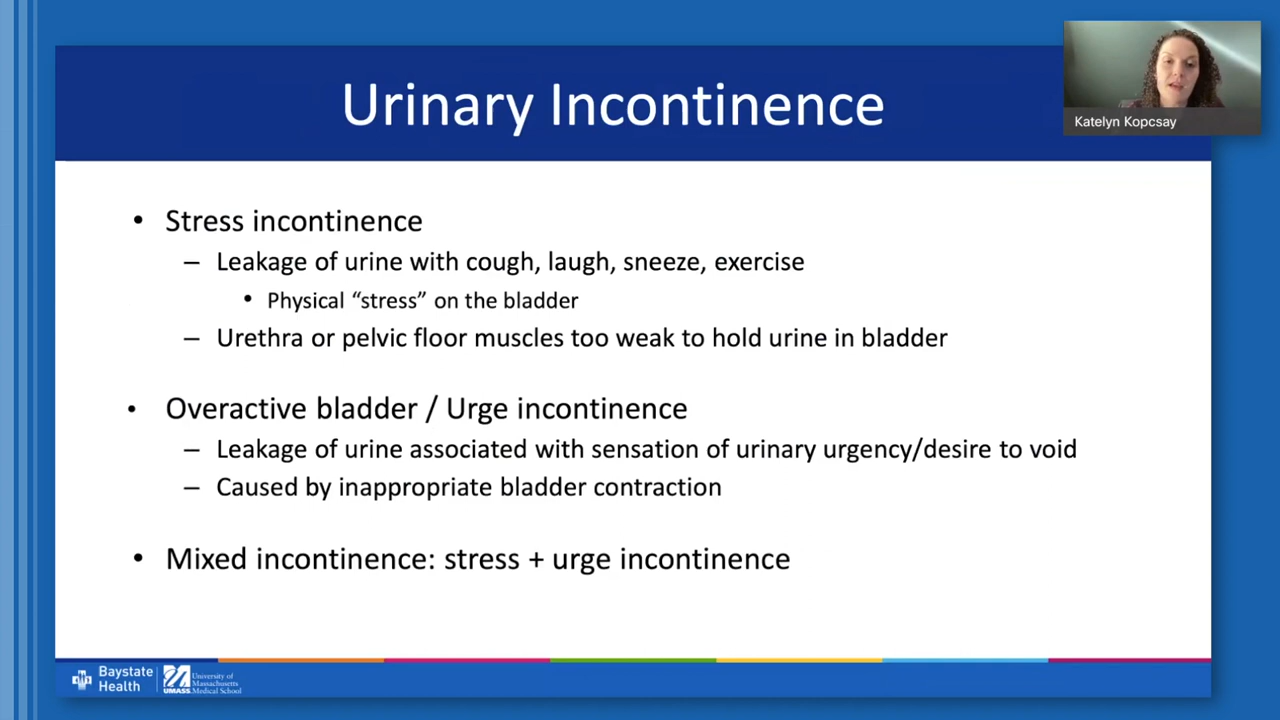 Urinary Incontinence
Katelyn Kopcsay
• Stress incontinence
– Leakage of urine with cough, laugh, sneeze, exercise
• Physical “stress” on the bladder
– Urethra or pelvic floor muscles too weak to hold urine in bladder
• Overactive bladder / Urge incontinence
– Leakage of urine associated with sensation of urinary urgency/desire to void
– Caused by inappropriate bladder contraction
• Mixed incontinence: stress + urge incontinence
Baystate
Health
UMASS
University of
Massachusetts
Medical School